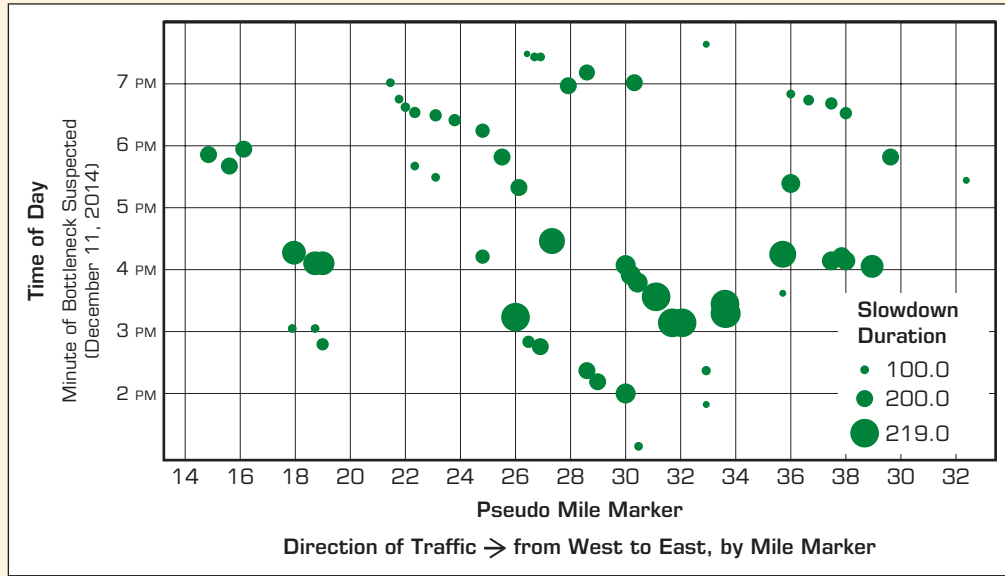 Time of Day
Minute of Bottleneck Suspected
(December 11, 2014)
7 PM
6 PM
5 PM
4 PM
3 PM
2 PM
Slowdown
Duration
100.0
200.0
219.0
14 16 18 20 22 24 26 28 30 32 34 36 38 30 32
Pseudo Mile Marker
Direction of Traffic → from West to East, by Mile Marker